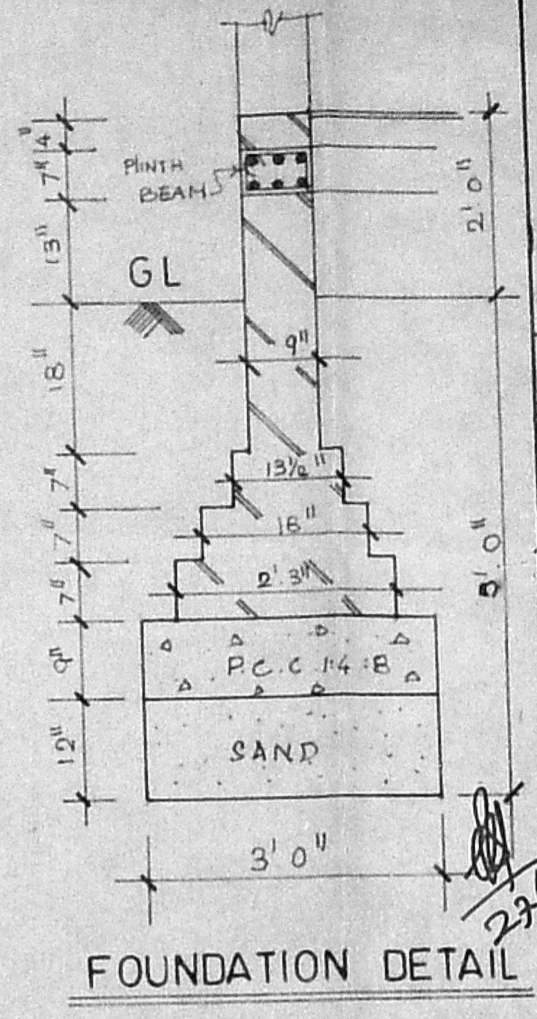 4"
7"
PLINTH
BEAM
13"
2' 0"
GL
9"
18"
13½"
7"
18"
7"
2' 3"
7"
5' 0"
P.C.C 1:4:8
9"
SAND
12"
3' 0"
FOUNDATION DETAIL